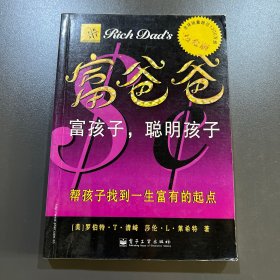 Rich Dad's
富爸爸
富孩子，聪明孩子
帮孩子找到一生富有的起点
[美]罗伯特·T·清崎 莎伦·L·莱希特 著
电子工业出版社